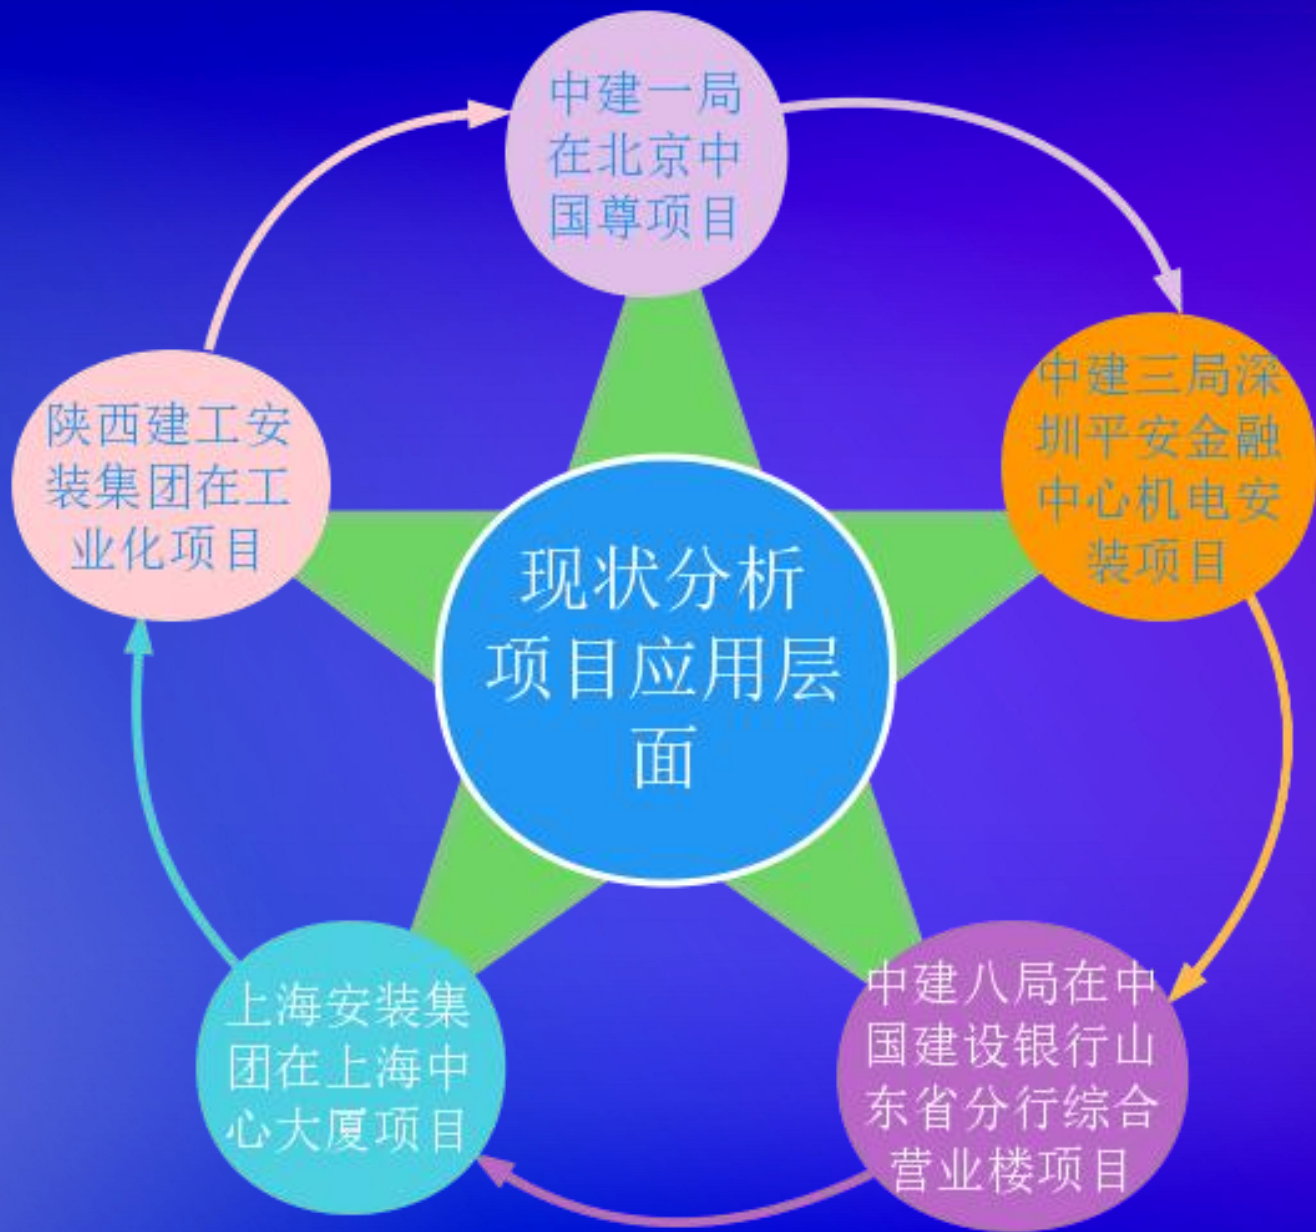 中建一局
在北京中
国尊项目
中建三局深
圳平安金融
中心机电安
装项目
陕西建工安
装集团在工
业化项目
现状分析
项目应用层
面
中建八局在中
国建设银行山
东省分行综合
营业楼项目
上海安装集
团在上海中
心大厦项目